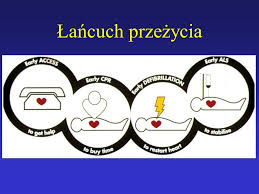 Łańcuch przeżycia
Early ACCESS
to get help
Early CPR
to buy time
Early DEFIBRILLATION
to restart heart
Early ALS
to stabilise